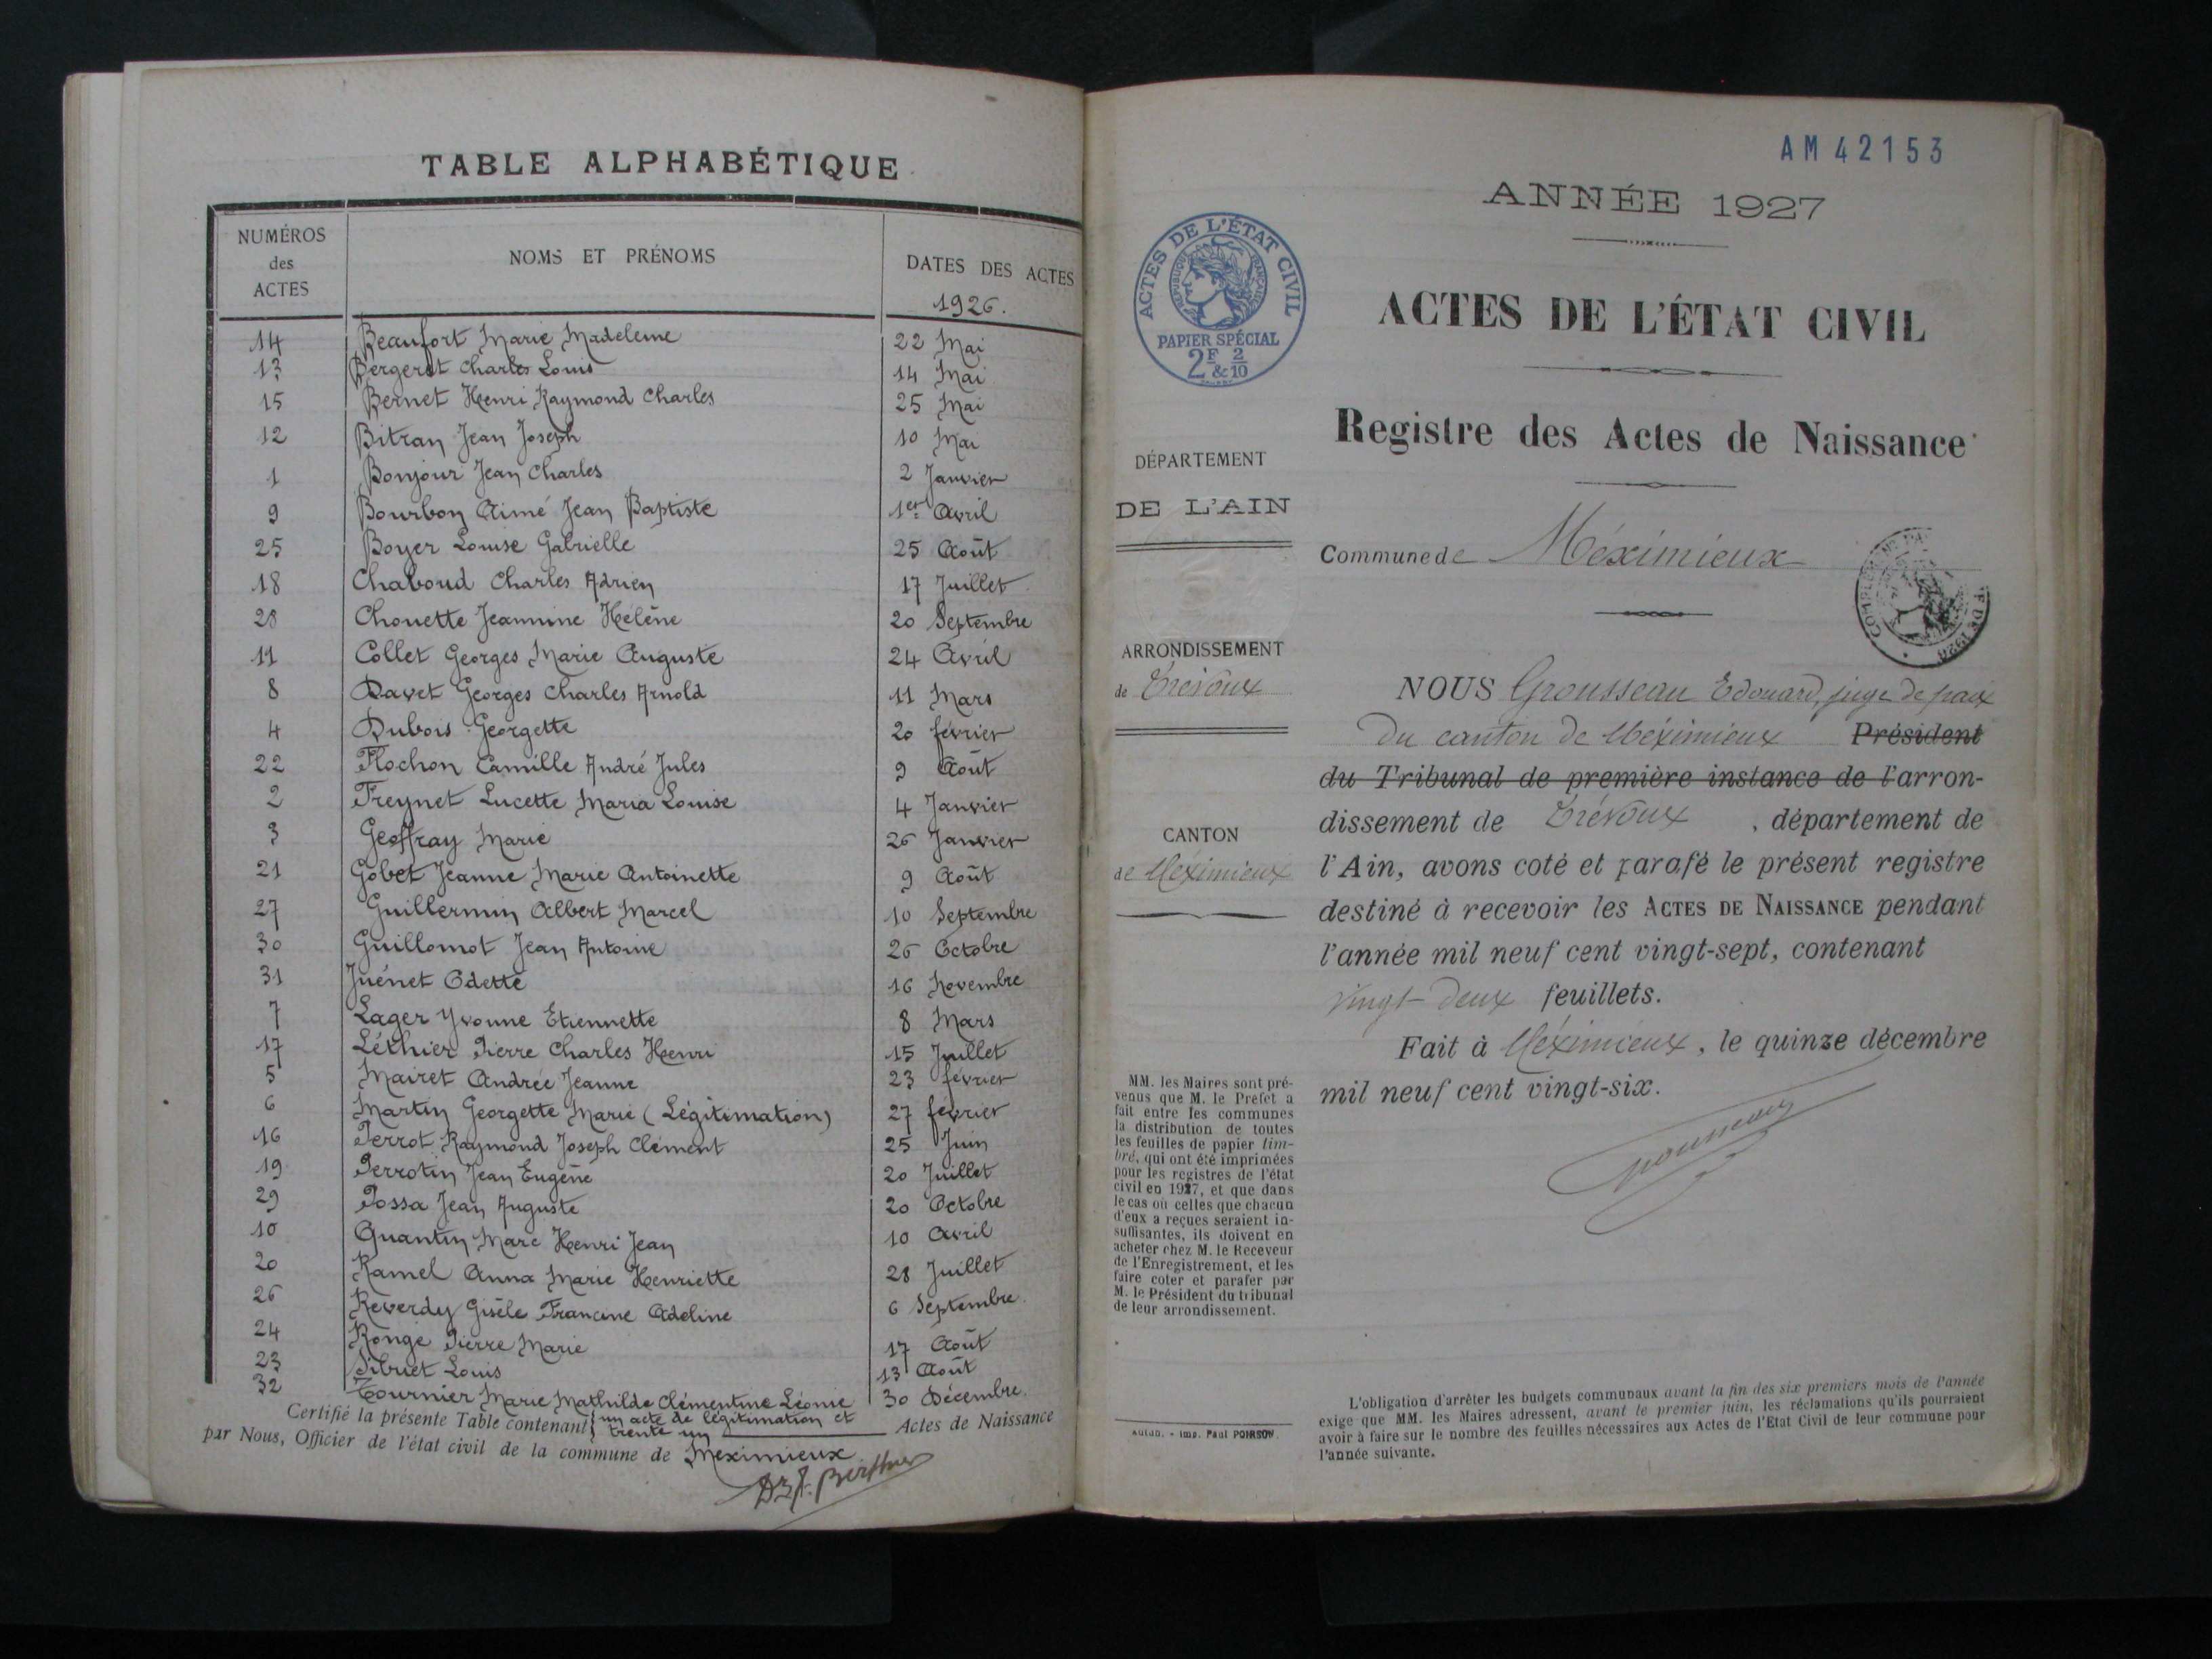 TABLE ALPHABÉTIQUE
NUMÉROS des ACTES
NOMS ET PRÉNOMS
DATES DES ACTES
1926.
14 Beaufort Marie Madeleine 22 Mai
13 Bergeret Charles Louis 14 Mai
15 Bernet Henri Raymond Charles 25 Mai
12 Bitran Jean Joseph 10 Mai
1 Bonjour Jean Charles 2 Janvier
9 Bourbon Aimé Jean Baptiste 1er Avril
25 Boyer Louise Gabrielle 25 Août
18 Chaboud Charles Adrien 17 Juillet
28 Chouette Jeannine Hélène 20 Septembre
11 Collet Georges Marie Auguste 24 Avril
8 Davet Georges Charles Arnold 11 Mars
4 Dubois Georgette 20 février
22 Flochon Camille André Jules 9 Août
2 Freynet Lucette Maria Louise 4 Janvier
3 Geoffray Marie 26 Janvier
21 Gobet Jeanne Marie Antoinette 9 Août
27 Guillermin Albert Marcel 10 Septembre
30 Guillomot Jean Antoine 26 Octobre
31 Juénet Odette 16 Novembre
7 Lager Yvonne Etiennette 8 Mars
17 Léthier Pierre Charles Henri 15 Juillet
5 Mairet Andrée Jeanne 23 février
6 Martin Georgette Marie (Légitimation) 27 février
16 Perrot Raymond Joseph Clément 25 Juin
19 Perrotin Jean Eugène 20 Juillet
29 Possa Jean Auguste 20 Octobre
10 Quantin Marc Henri Jean 10 Avril
20 Ramel Anna Marie Henriette 28 Juillet
26 Reverdy Gisèle Francine Adeline 6 Septembre
24 Ronge Pierre Marie 17 Août
23 Sibuet Louis 13 Août
32 Tournier Marie Mathilde Clémentine Léonie 30 Décembre.
Certifié la présente Table contenant un acte de légitimation et
trente un Actes de Naissance
par Nous, Officier de l'état civil de la commune de Meximieux
AM 42153
ANNÉE 1927
ACTES DE L'ÉTAT CIVIL
RÉPUBLIQUE FRANÇAISE
PAPIER SPÉCIAL
2F & 2/10
ACTES DE L'ÉTAT CIVIL
Registre des Actes de Naissance
DÉPARTEMENT
DE L'AIN
Commune de Méximieux
ARRONDISSEMENT
de Trévoux
CANTON
de Méximieux
NOUS Grousseau Edouard, juge de paix
du canton de Méximieux Président
du Tribunal de première instance de l'arron-
dissement de Trévoux, département de
l'Ain, avons coté et parafé le présent registre
destiné à recevoir les ACTES DE NAISSANCE pendant
l'année mil neuf cent vingt-sept, contenant
vingt-deux feuillets.
Fait à Méximieux, le quinze décembre
mil neuf cent vingt-six.
MM. les Maires sont pré-
venus que M. le Préfet a
fait entre les communes
la distribution de toutes
les feuilles de papier tim-
bré, qui ont été imprimées
pour les registres de l'état
civil en 1927, et que dans
le cas où celles que chacun
d'eux a reçues seraient in-
suffisantes, ils doivent en
acheter chez M. le Receveur
de l'Enregistrement, et les
faire coter et parafer par
M. le Président du tribunal
de leur arrondissement.
Autun. - Imp. Paul POIRSON.
L'obligation d'arrêter les budgets communaux avant la fin des six premiers mois de l'année
exige que MM. les Maires adressent, avant le premier juin, les réclamations qu'ils pourraient
avoir à faire sur le nombre des feuilles nécessaires aux Actes de l'Etat Civil de leur commune pour
l'année suivante.